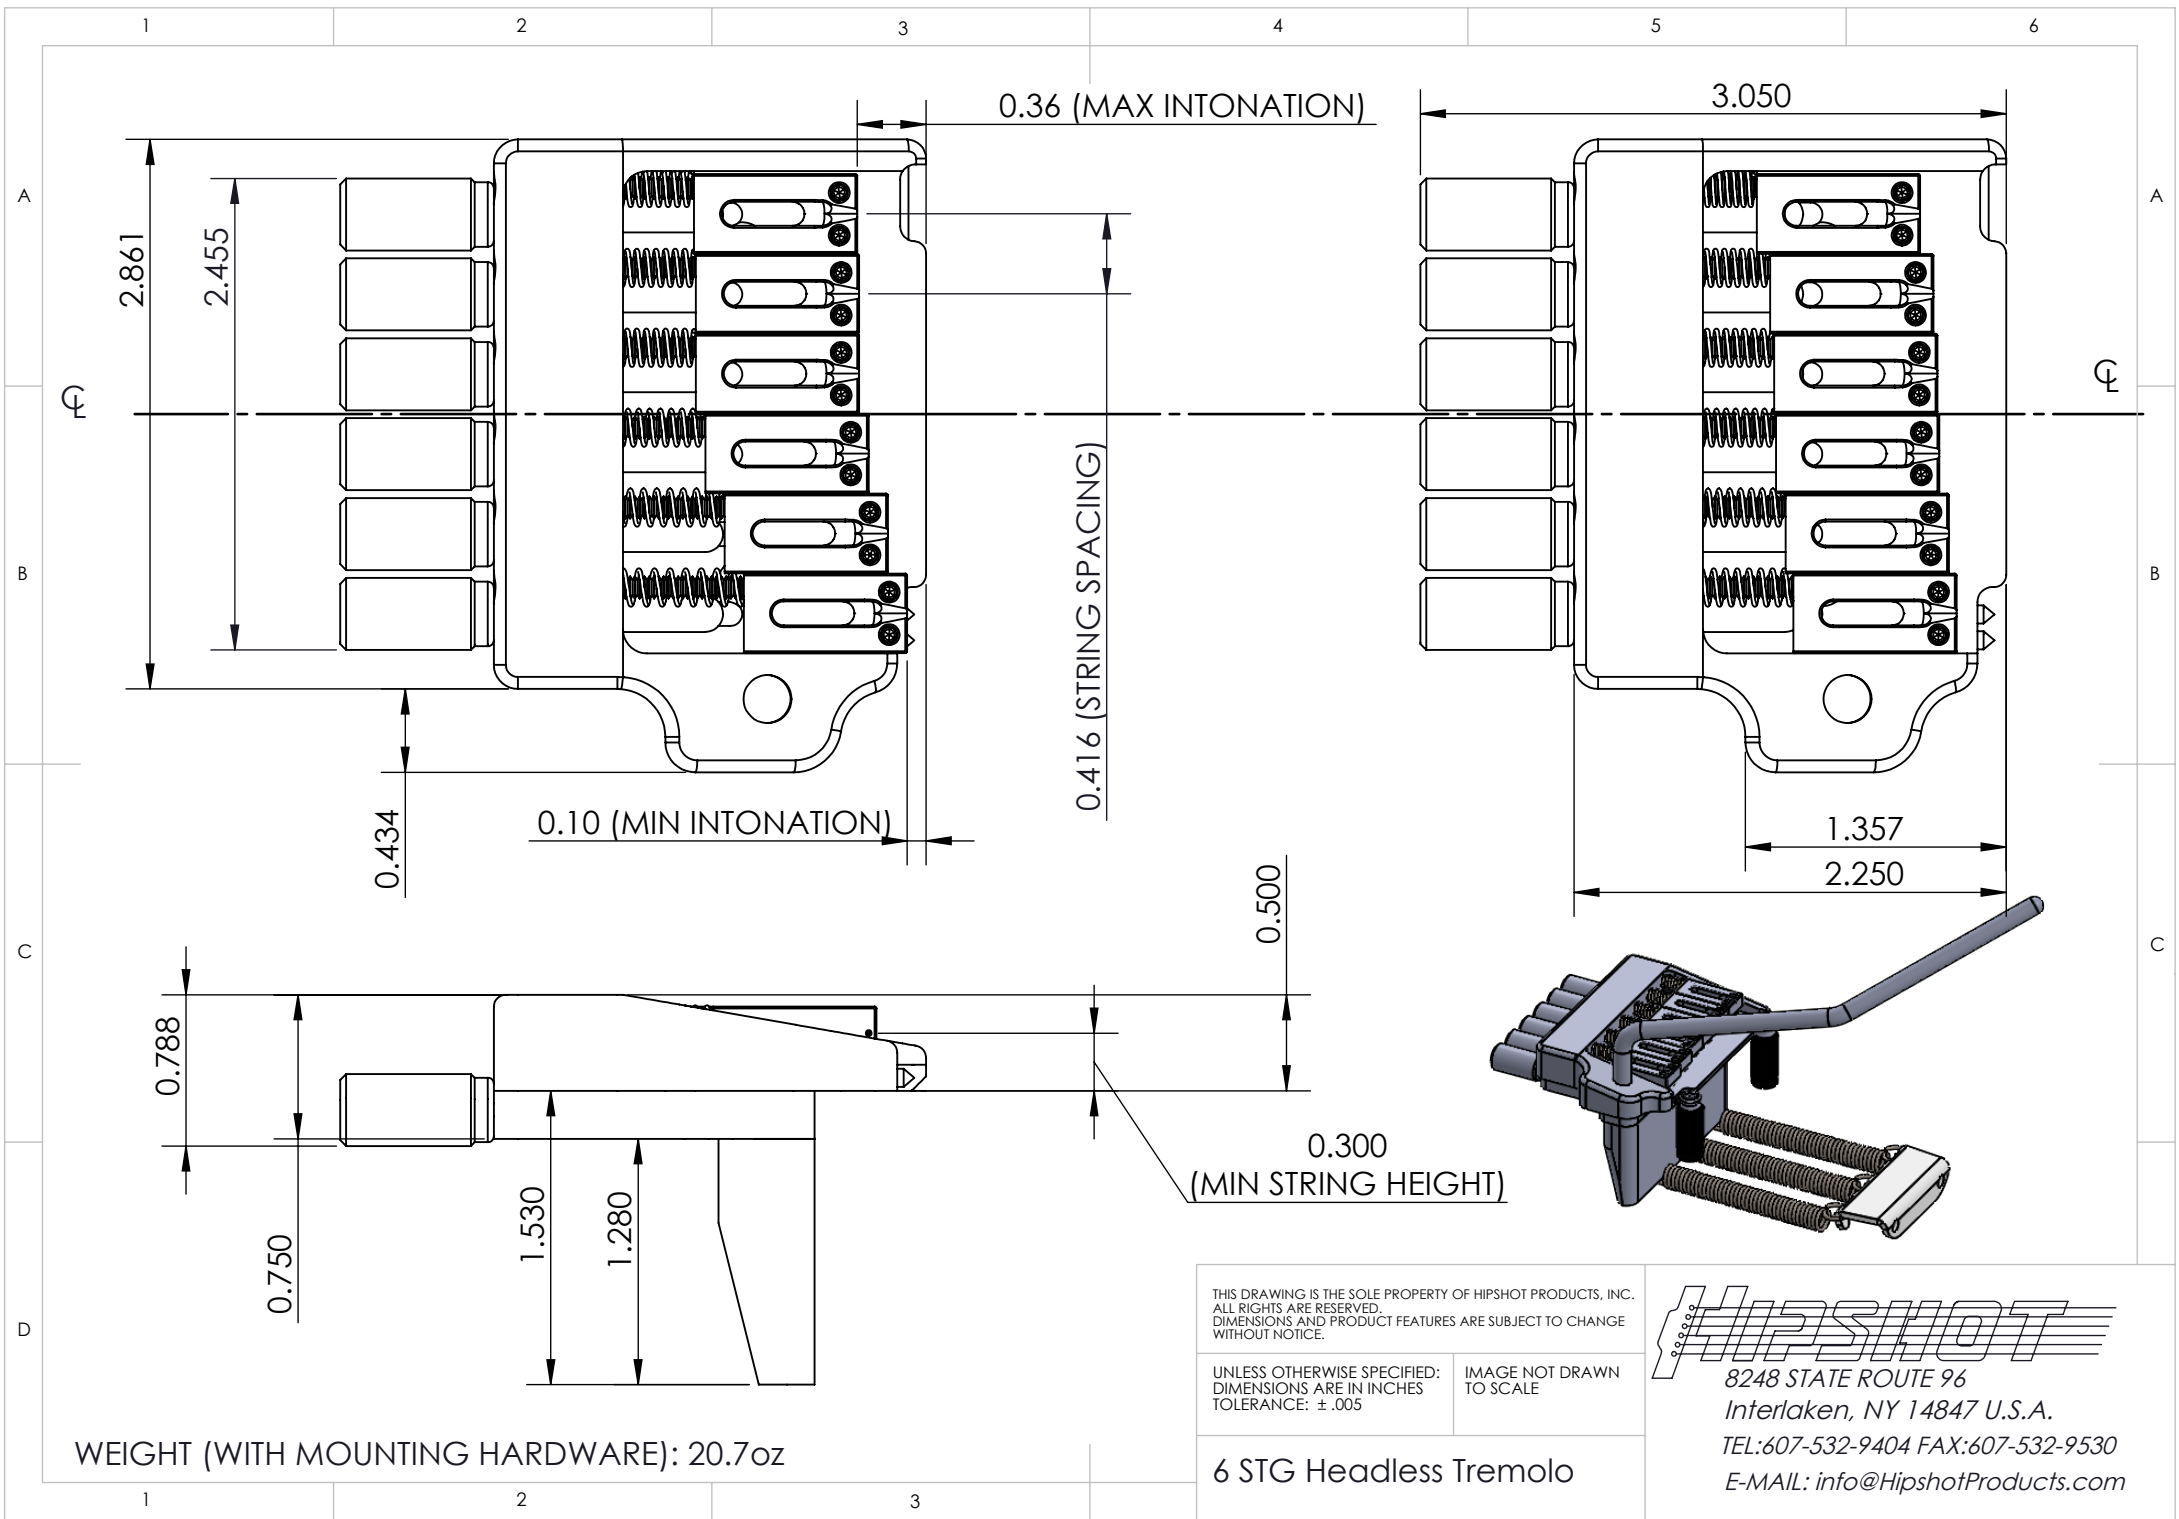 1 2 3 4 5 6
0.36 (MAX INTONATION)
3.050
A A
2.861
2.455
℄ ℄
0.416 (STRING SPACING)
B B
0.434
0.10 (MIN INTONATION)
1.357
2.250
0.500
C C
0.788
0.750
1.530
1.280
0.300
(MIN STRING HEIGHT)
D
WEIGHT (WITH MOUNTING HARDWARE): 20.7oz
THIS DRAWING IS THE SOLE PROPERTY OF HIPSHOT PRODUCTS, INC.
ALL RIGHTS ARE RESERVED.
DIMENSIONS AND PRODUCT FEATURES ARE SUBJECT TO CHANGE
WITHOUT NOTICE.
UNLESS OTHERWISE SPECIFIED:
DIMENSIONS ARE IN INCHES
TOLERANCE: ± .005
IMAGE NOT DRAWN
TO SCALE
6 STG Headless Tremolo
HIPSHOT
8248 STATE ROUTE 96
Interlaken, NY 14847 U.S.A.
TEL:607-532-9404 FAX:607-532-9530
E-MAIL: info@HipshotProducts.com
1 2 3